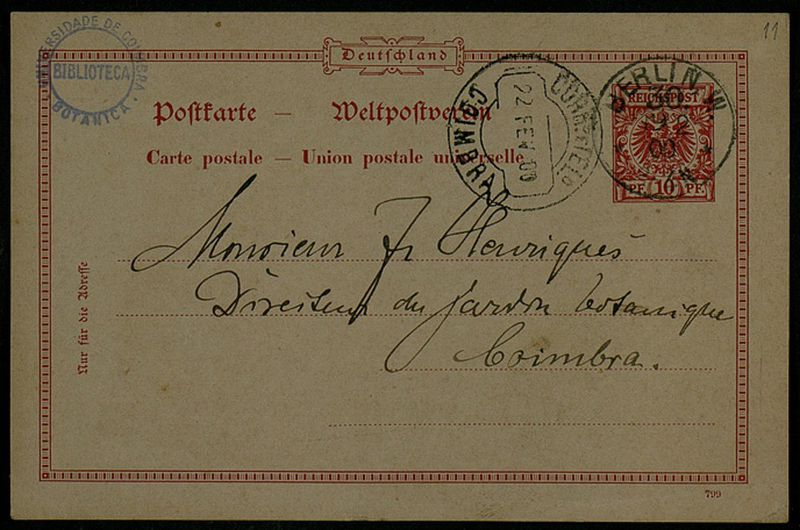 11
UNIVERSIDADE DE COIMBRA
BIBLIOTECA
BOTANICA
Deutschland
Postkarte — Weltpostverein
Carte postale — Union postale universelle
COIMBRA
22 FEV 00
BERLIN W.
REICHSPOST
PF 10 PF
Monsieur Jr Henriques
Directeur du jardin botanique
Coimbra.
Nur für die Adresse
799